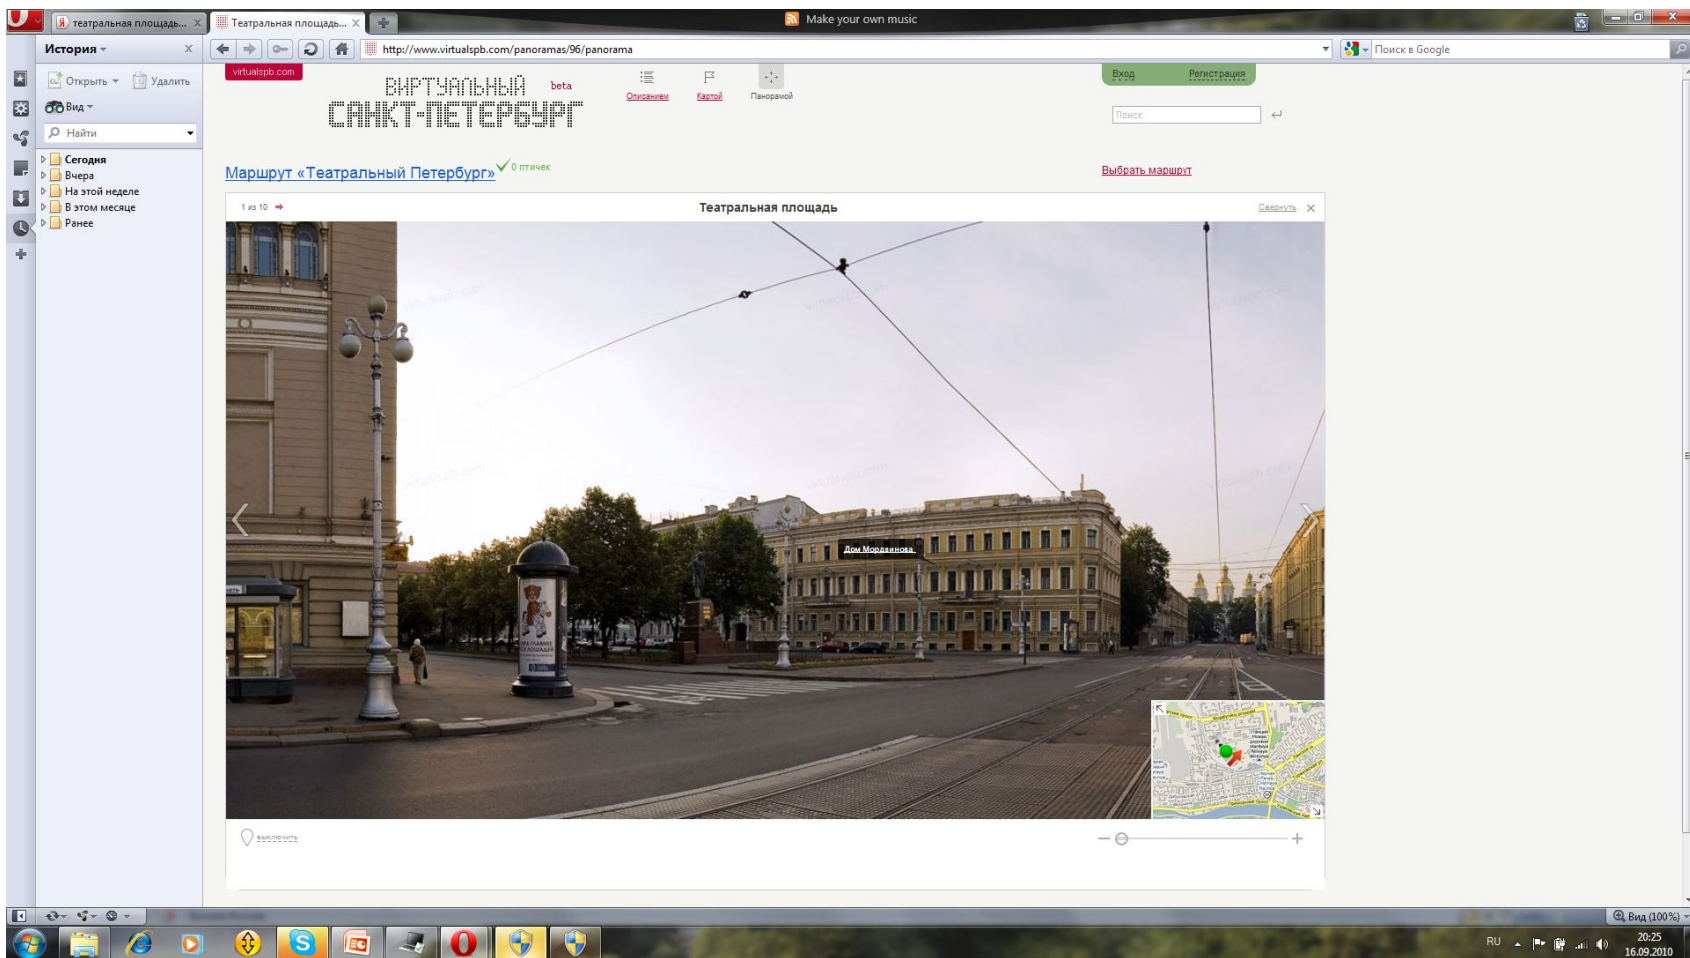 театральная площадь...
Театральная площадь...
Make your own music
История
http://www.virtualspb.com/panoramas/96/panorama
Поиск в Google
Открыть
Удалить
Вид
Найти
Сегодня
Вчера
На этой неделе
В этом месяце
Ранее
virtualspb.com
ВИРТУАЛЬНЫЙ beta
САНКТ-ПЕТЕРБУРГ
Описанием
Картой
Панорамой
Вход
Регистрация
Поиск
Маршрут «Театральный Петербург»
0 птичек
Выбрать маршрут
1 из 10
Театральная площадь
Свернуть
Дом Мордвинова
выключить
Вид (100%)
RU
20:25
16.09.2010